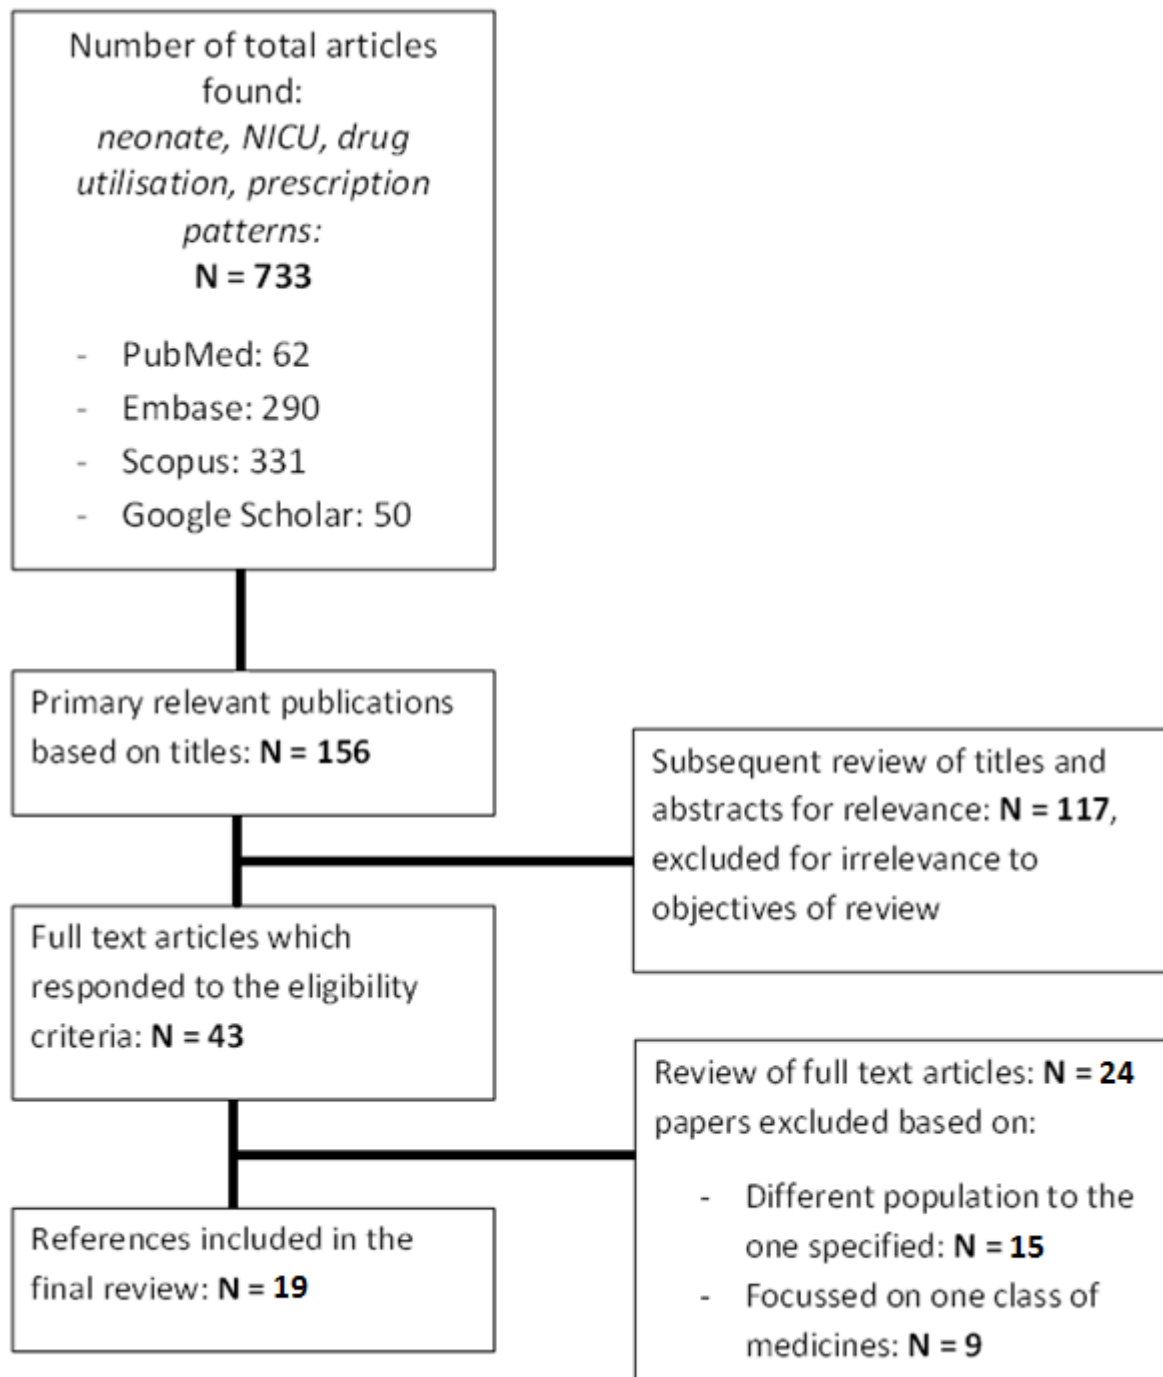 Number of total articles
found:
neonate, NICU, drug
utilisation, prescription
patterns:
N = 733
- PubMed: 62
- Embase: 290
- Scopus: 331
- Google Scholar: 50
Primary relevant publications
based on titles: N = 156
Subsequent review of titles and
abstracts for relevance: N = 117,
excluded for irrelevance to
objectives of review
Full text articles which
responded to the eligibility
criteria: N = 43
Review of full text articles: N = 24
papers excluded based on:
- Different population to the
one specified: N = 15
- Focussed on one class of
medicines: N = 9
References included in the
final review: N = 19